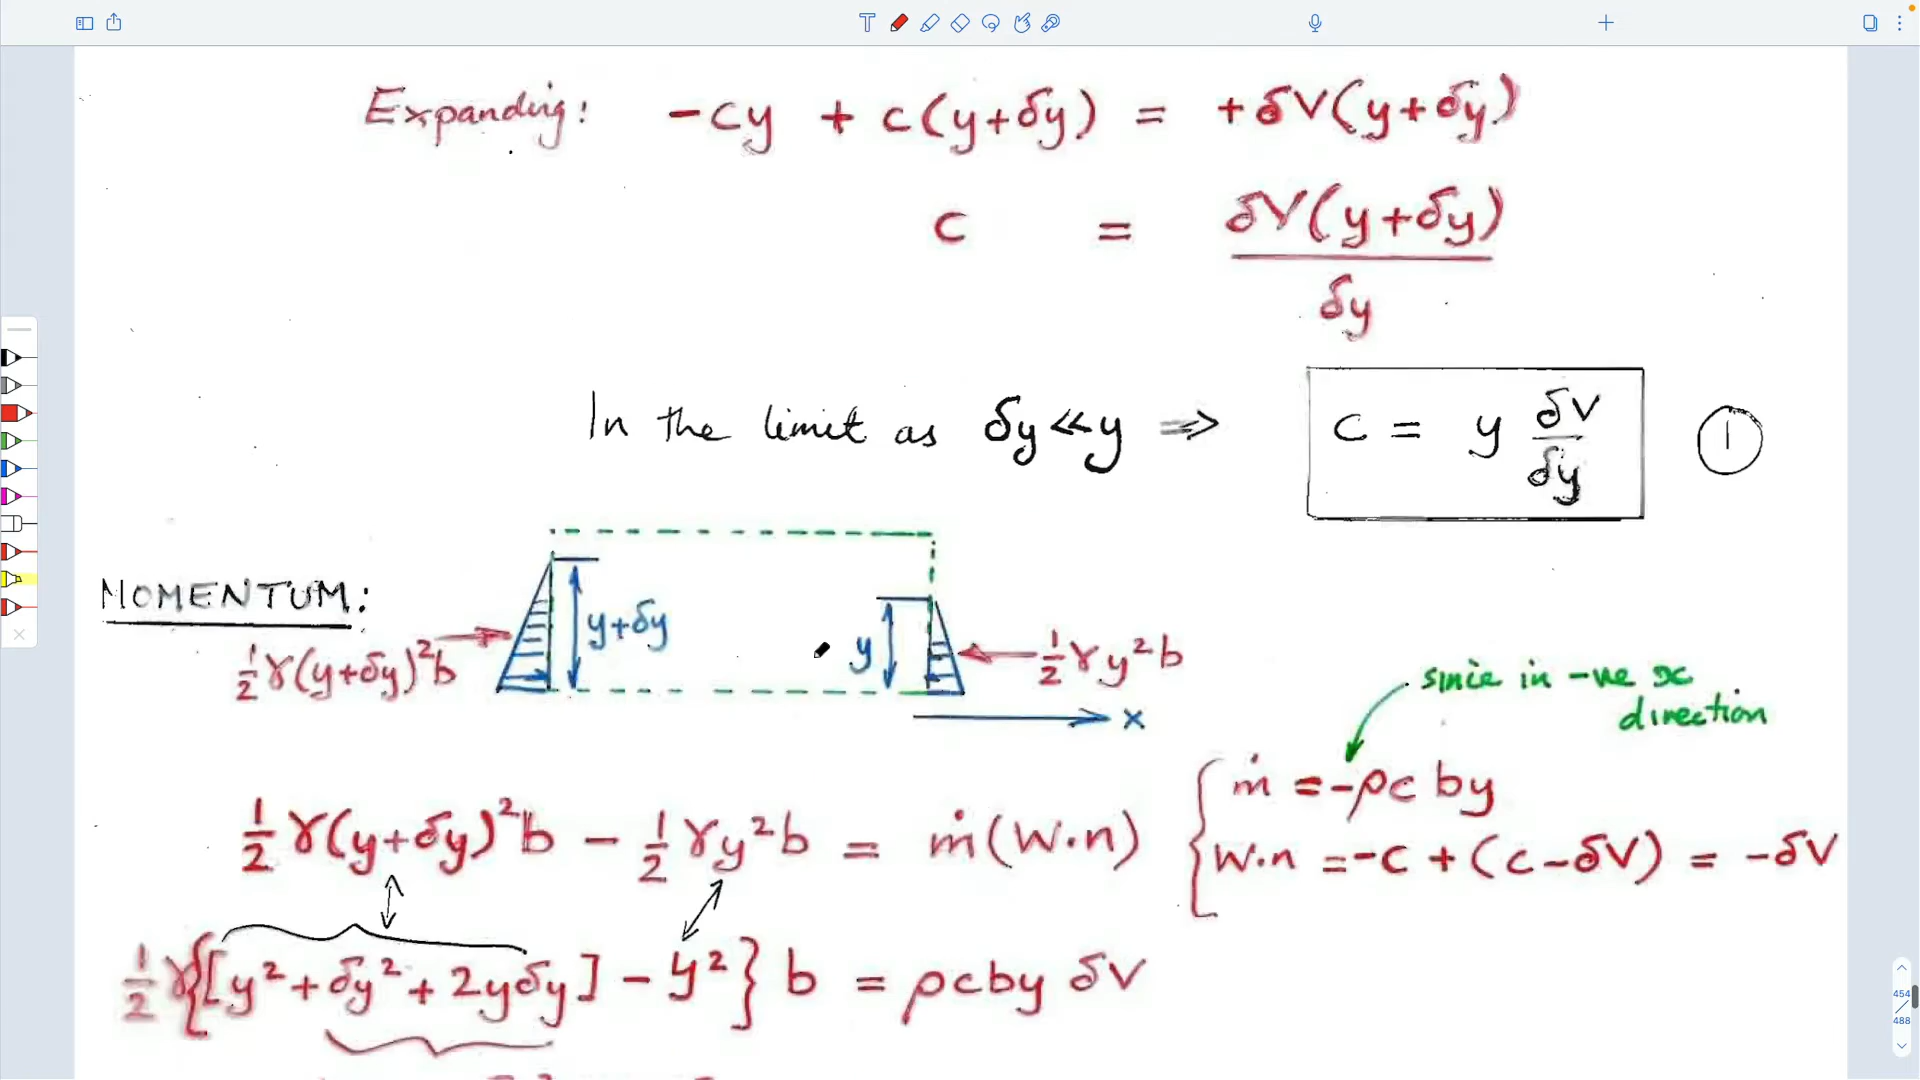 Expanding: -cy + c(y+δy) = +δV(y+δy)
c = δV(y+δy)
δy
In the limit as δy≪y ⇒ c = y δV/δy ①
MOMENTUM:
y+δy
y
½γ(y+δy)²b
½γy²b
x
since in -ve x
direction
ṁ = -ρc by
½γ(y+δy)²b - ½γy²b = ṁ(W·n)
W·n = -c + (c-δV) = -δV
½γ{[y²+δy²+2yδy] - y²} b = ρcby δV
454
488